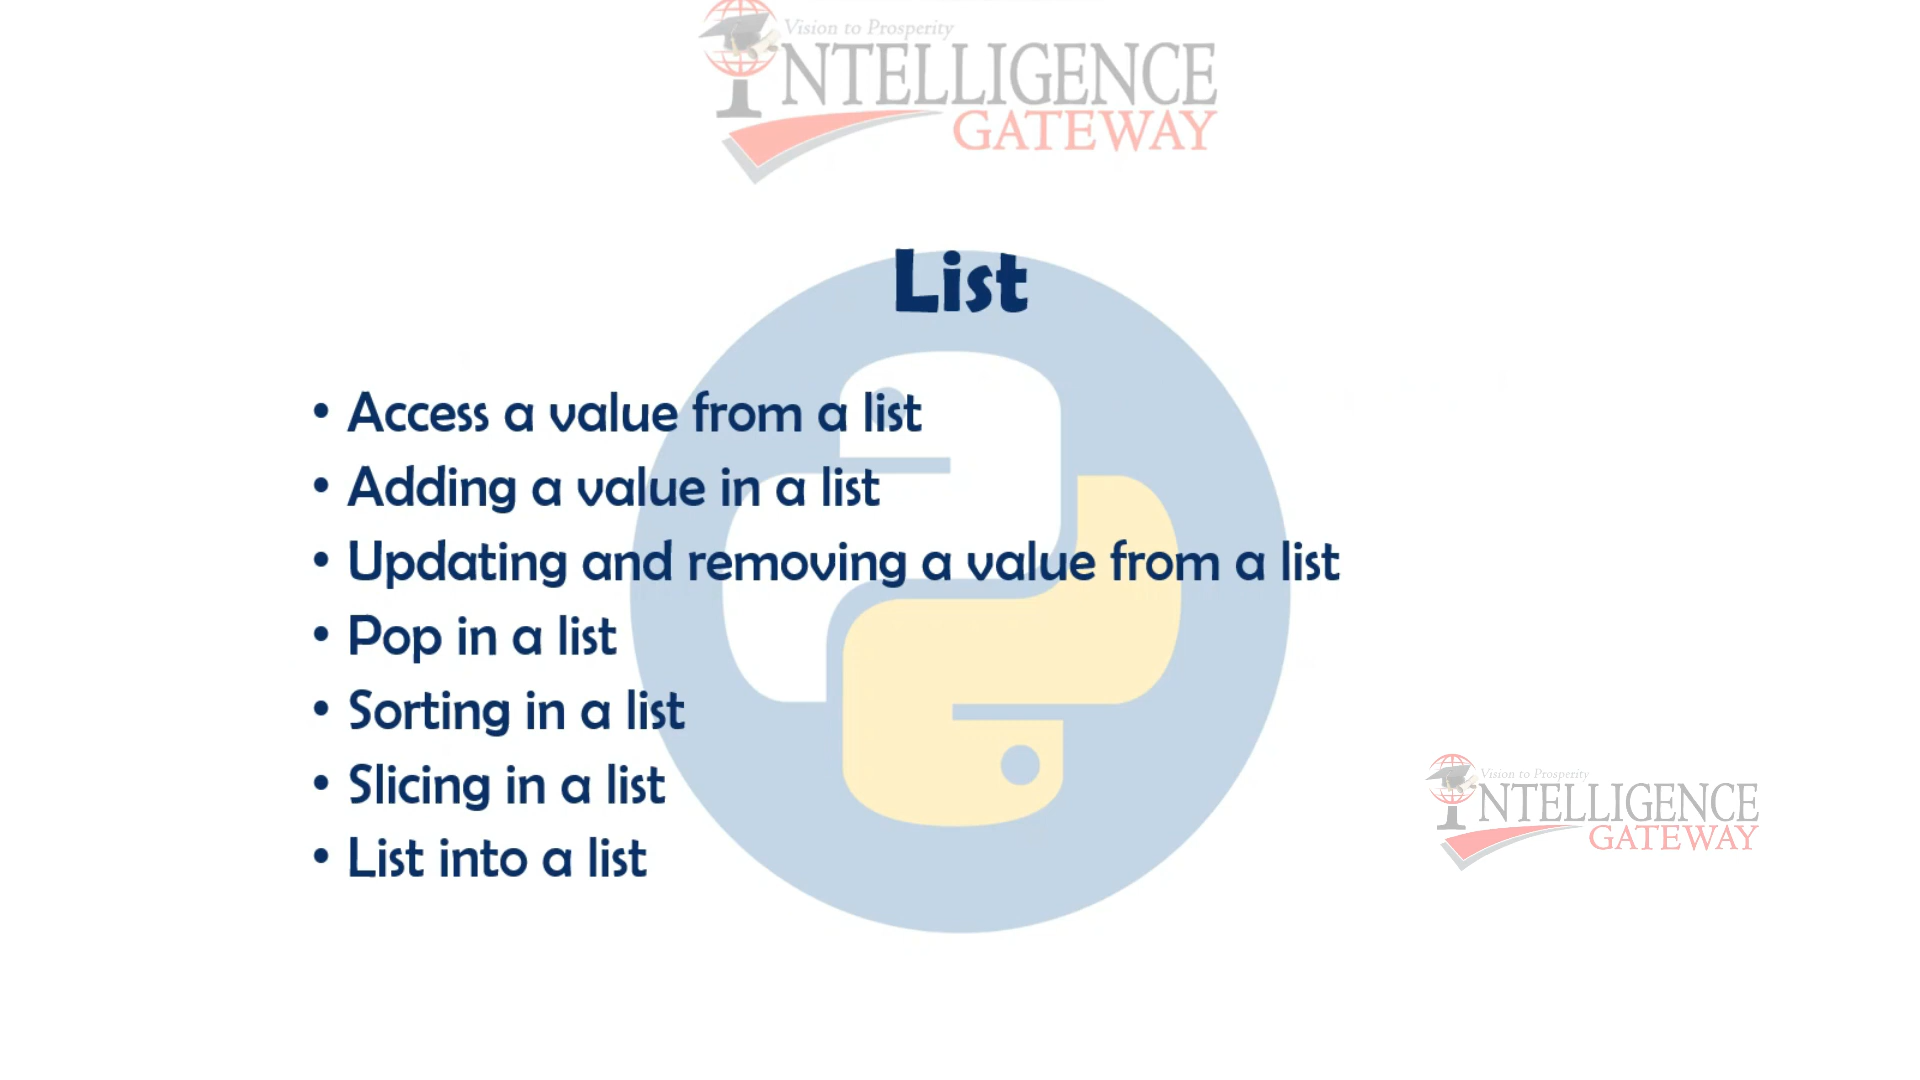 Vision to Prosperity
INTELLIGENCE
GATEWAY
List
• Access a value from a list
• Adding a value in a list
• Updating and removing a value from a list
• Pop in a list
• Sorting in a list
• Slicing in a list
• List into a list
Vision to Prosperity
INTELLIGENCE
GATEWAY